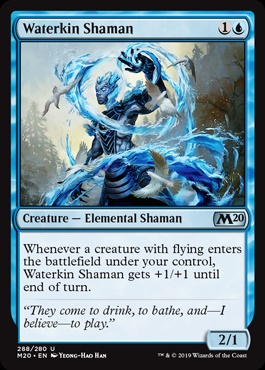 Waterkin Shaman 1
Creature — Elemental Shaman M20
Whenever a creature with flying enters
the battlefield under your control,
Waterkin Shaman gets +1/+1 until
end of turn.
"They come to drink, to bathe, and—I
believe—to play."
2/1
288/280 U
M20 • EN Yeong-Hao Han ™ & © 2019 Wizards of the Coast